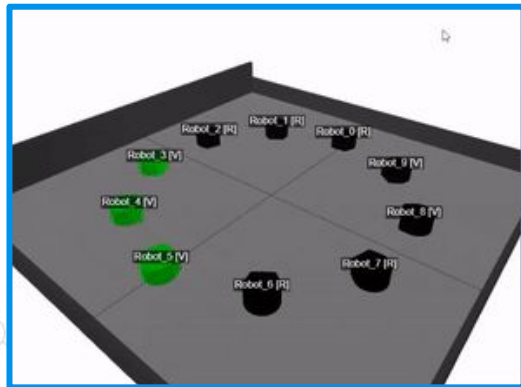 Robot_1 [R]
Robot_2 [R]
Robot_0 [R]
Robot_3 [V]
Robot_9 [V]
Robot_4 [V]
Robot_8 [V]
Robot_5 [V]
Robot_7 [R]
Robot_6 [R]